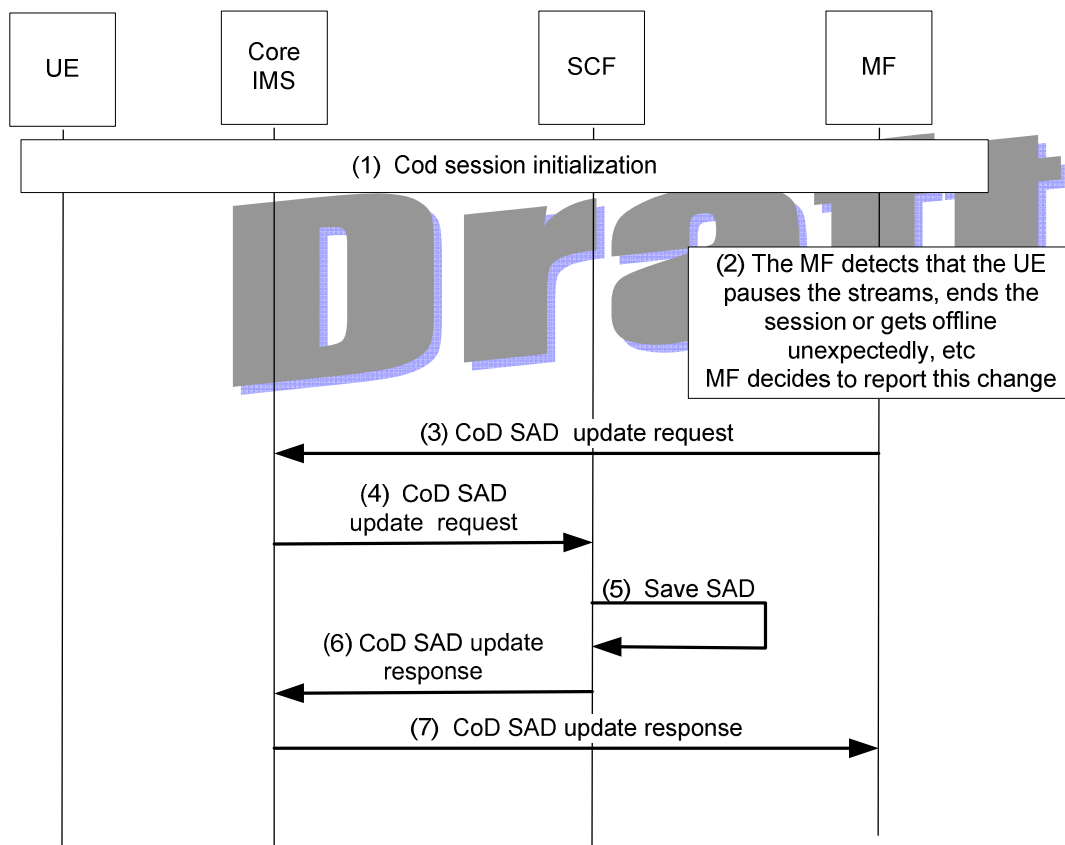 UE
Core
IMS
SCF
MF
(1) Cod session initialization
Draft
(2) The MF detects that the UE
pauses the streams, ends the
session or gets offline
unexpectedly, etc
MF decides to report this change
(3) CoD SAD update request
(4) CoD SAD
update request
(5) Save SAD
(6) CoD SAD update
response
(7) CoD SAD update response